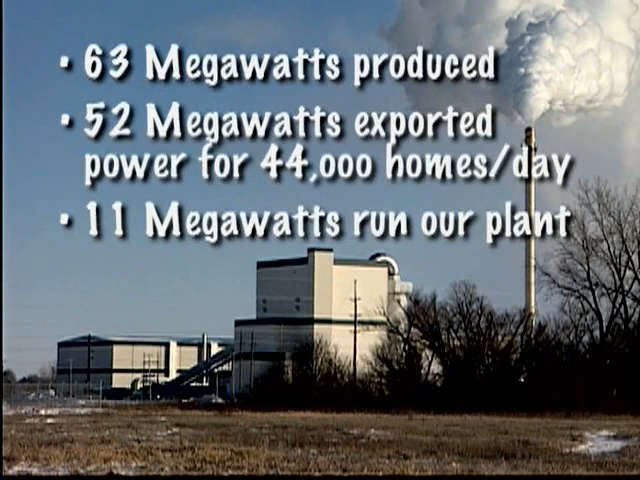 • 63 Megawatts produced
• 52 Megawatts exported
power for 44,000 homes/day
• 11 Megawatts run our plant